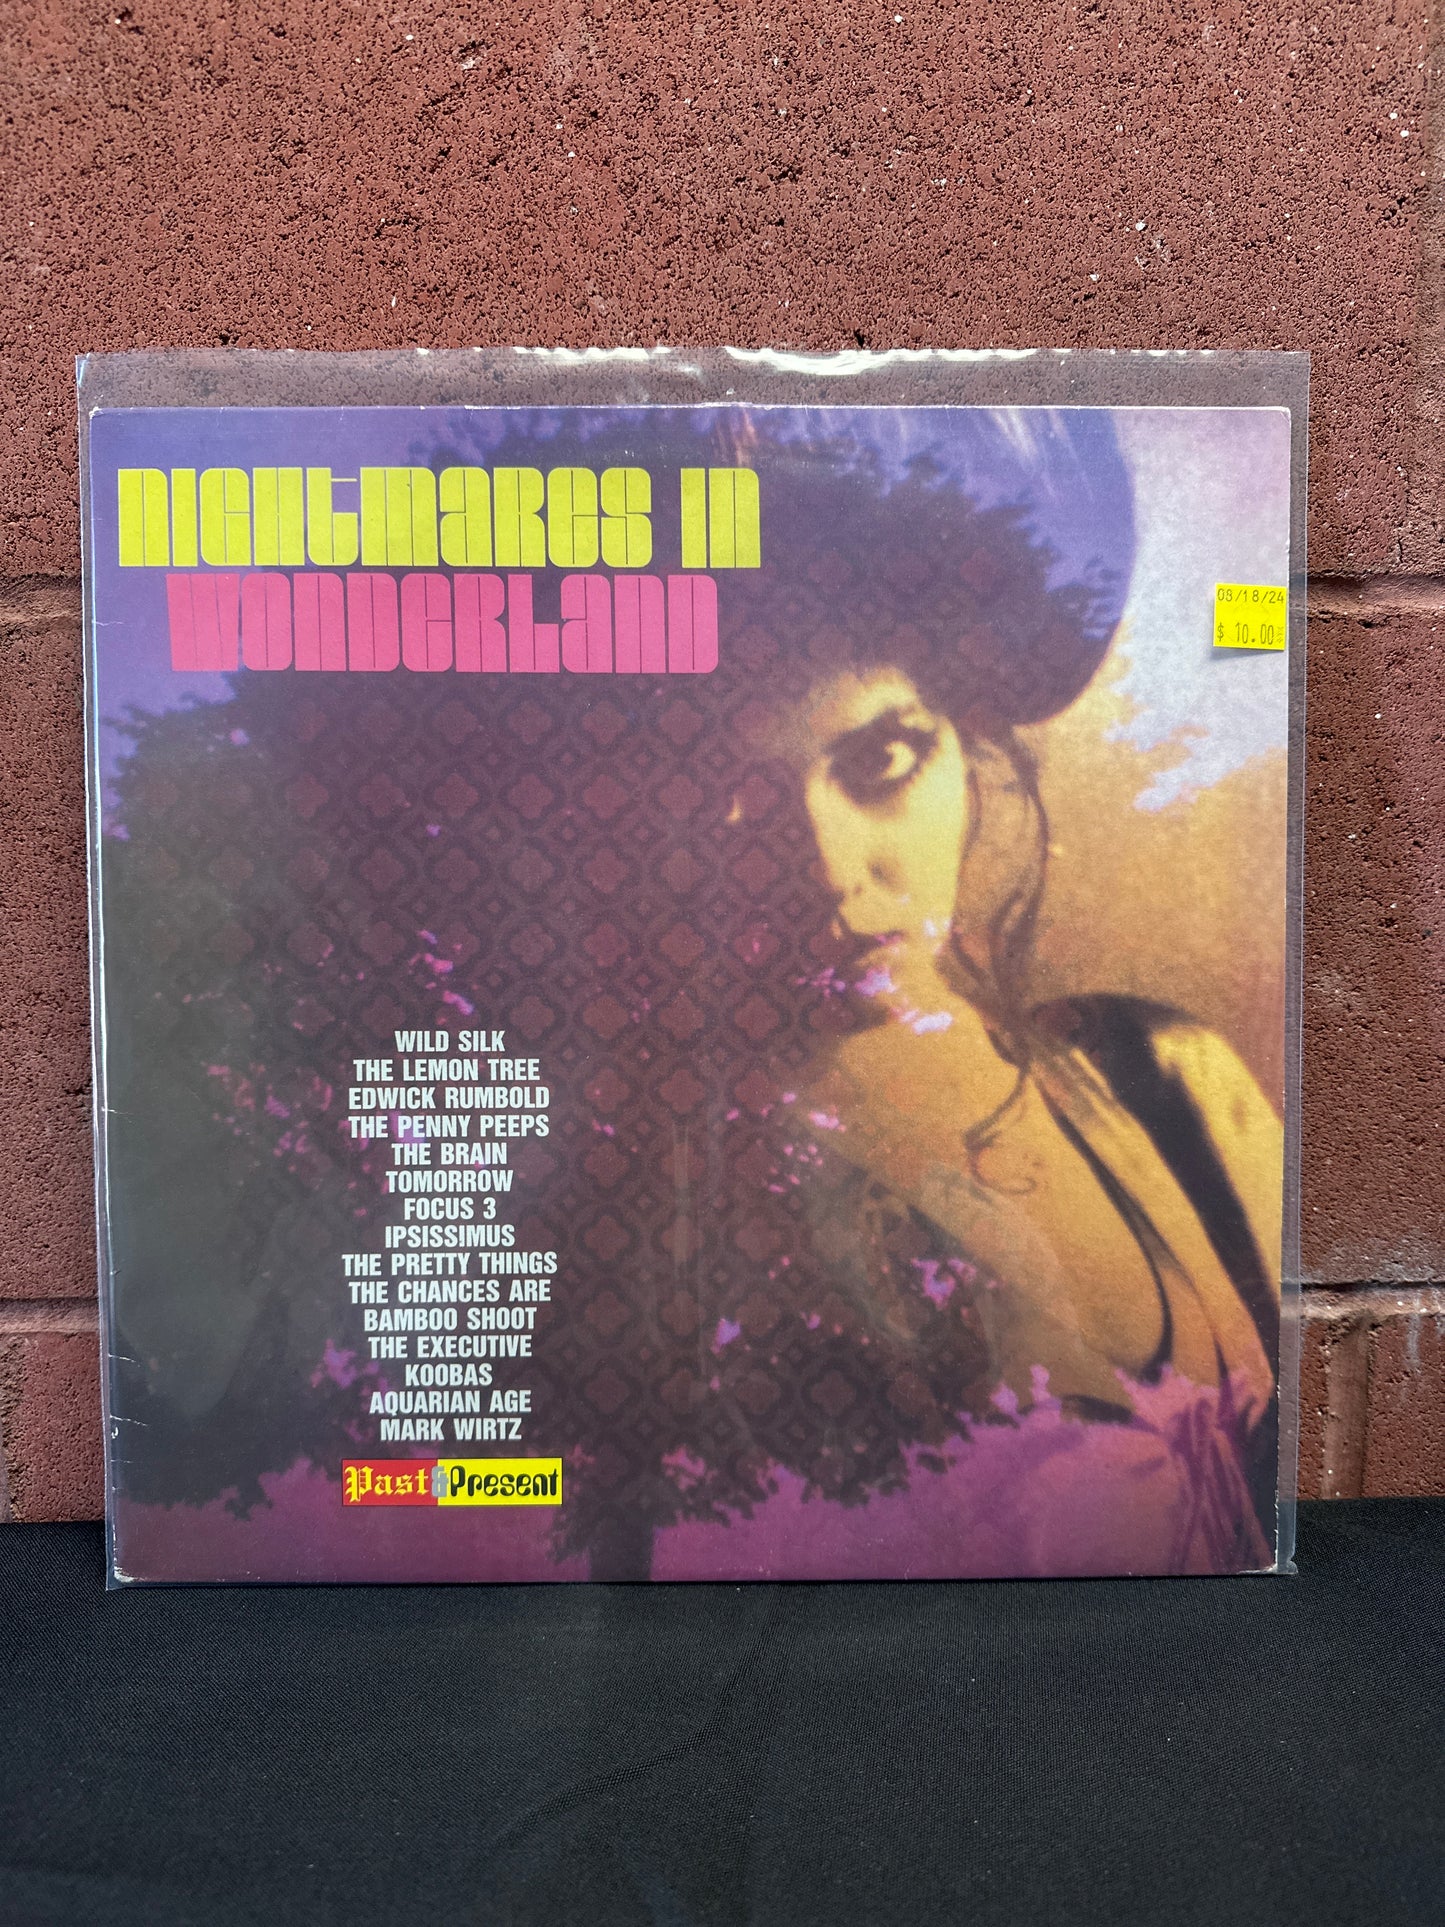 NIGHTMARES IN
WONDERLAND
08/18/24
$ 10.00
WILD SILK
THE LEMON TREE
EDWICK RUMBOLD
THE PENNY PEEPS
THE BRAIN
TOMORROW
FOCUS 3
IPSISSIMUS
THE PRETTY THINGS
THE CHANCES ARE
BAMBOO SHOOT
THE EXECUTIVE
KOOBAS
AQUARIAN AGE
MARK WIRTZ
Past & Present